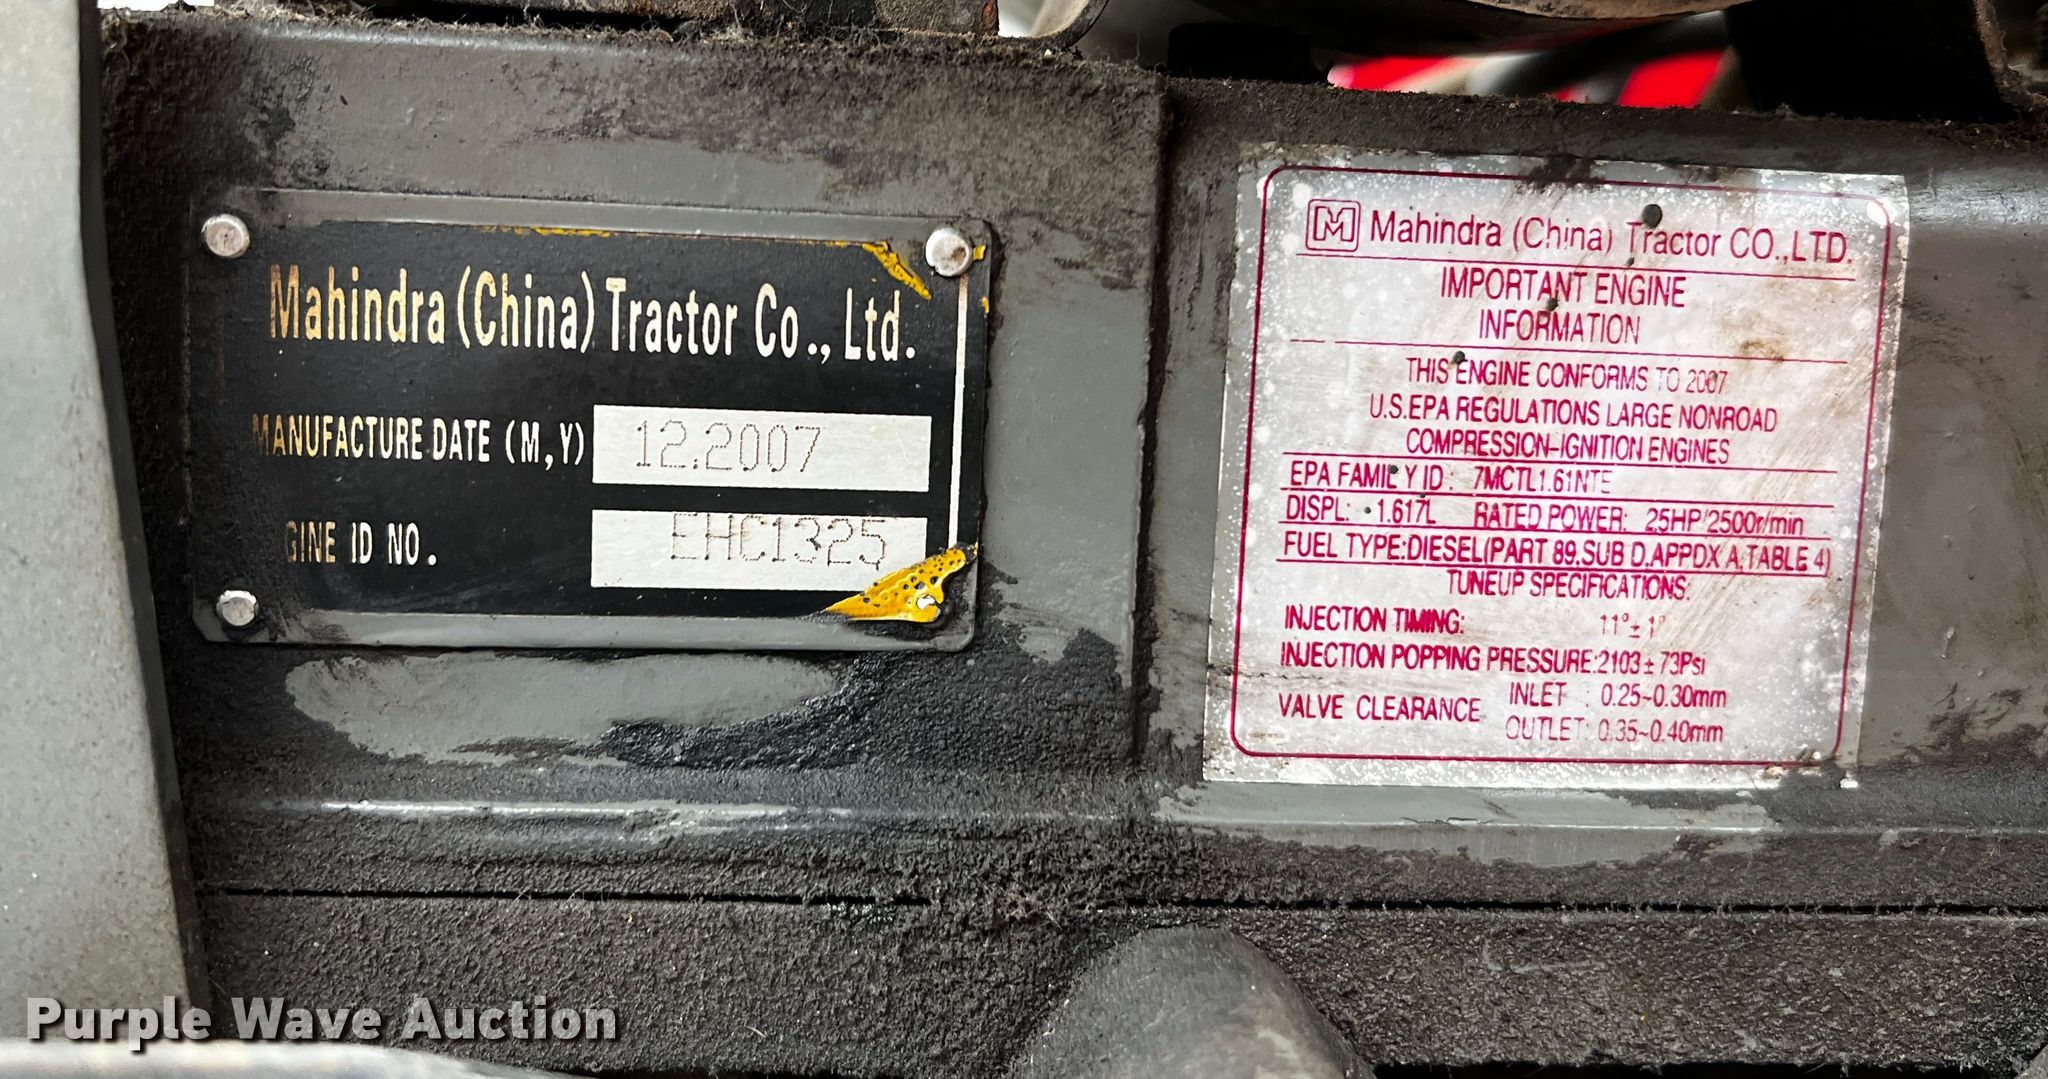 Mahindra (China) Tractor Co., Ltd.
MANUFACTURE DATE (M,Y) 12.2007
GINE ID NO. EHC1325
M Mahindra (China) Tractor CO.,LTD.
IMPORTANT ENGINE
INFORMATION
THIS ENGINE CONFORMS TO 2007
U.S.EPA REGULATIONS LARGE NONROAD
COMPRESSION-IGNITION ENGINES
EPA FAMILY ID: 7MCTL1.61NTE
DISPL: 1.617L RATED POWER: 25HP/2500r/min
FUEL TYPE:DIESEL(PART 89.SUB D.APPDX A.TABLE 4)
TUNEUP SPECIFICATIONS:
INJECTION TIMING: 11°±1°
INJECTION POPPING PRESSURE:2103±73Psi
VALVE CLEARANCE INLET : 0.25~0.30mm
OUTLET: 0.35~0.40mm
Purple Wave Auction